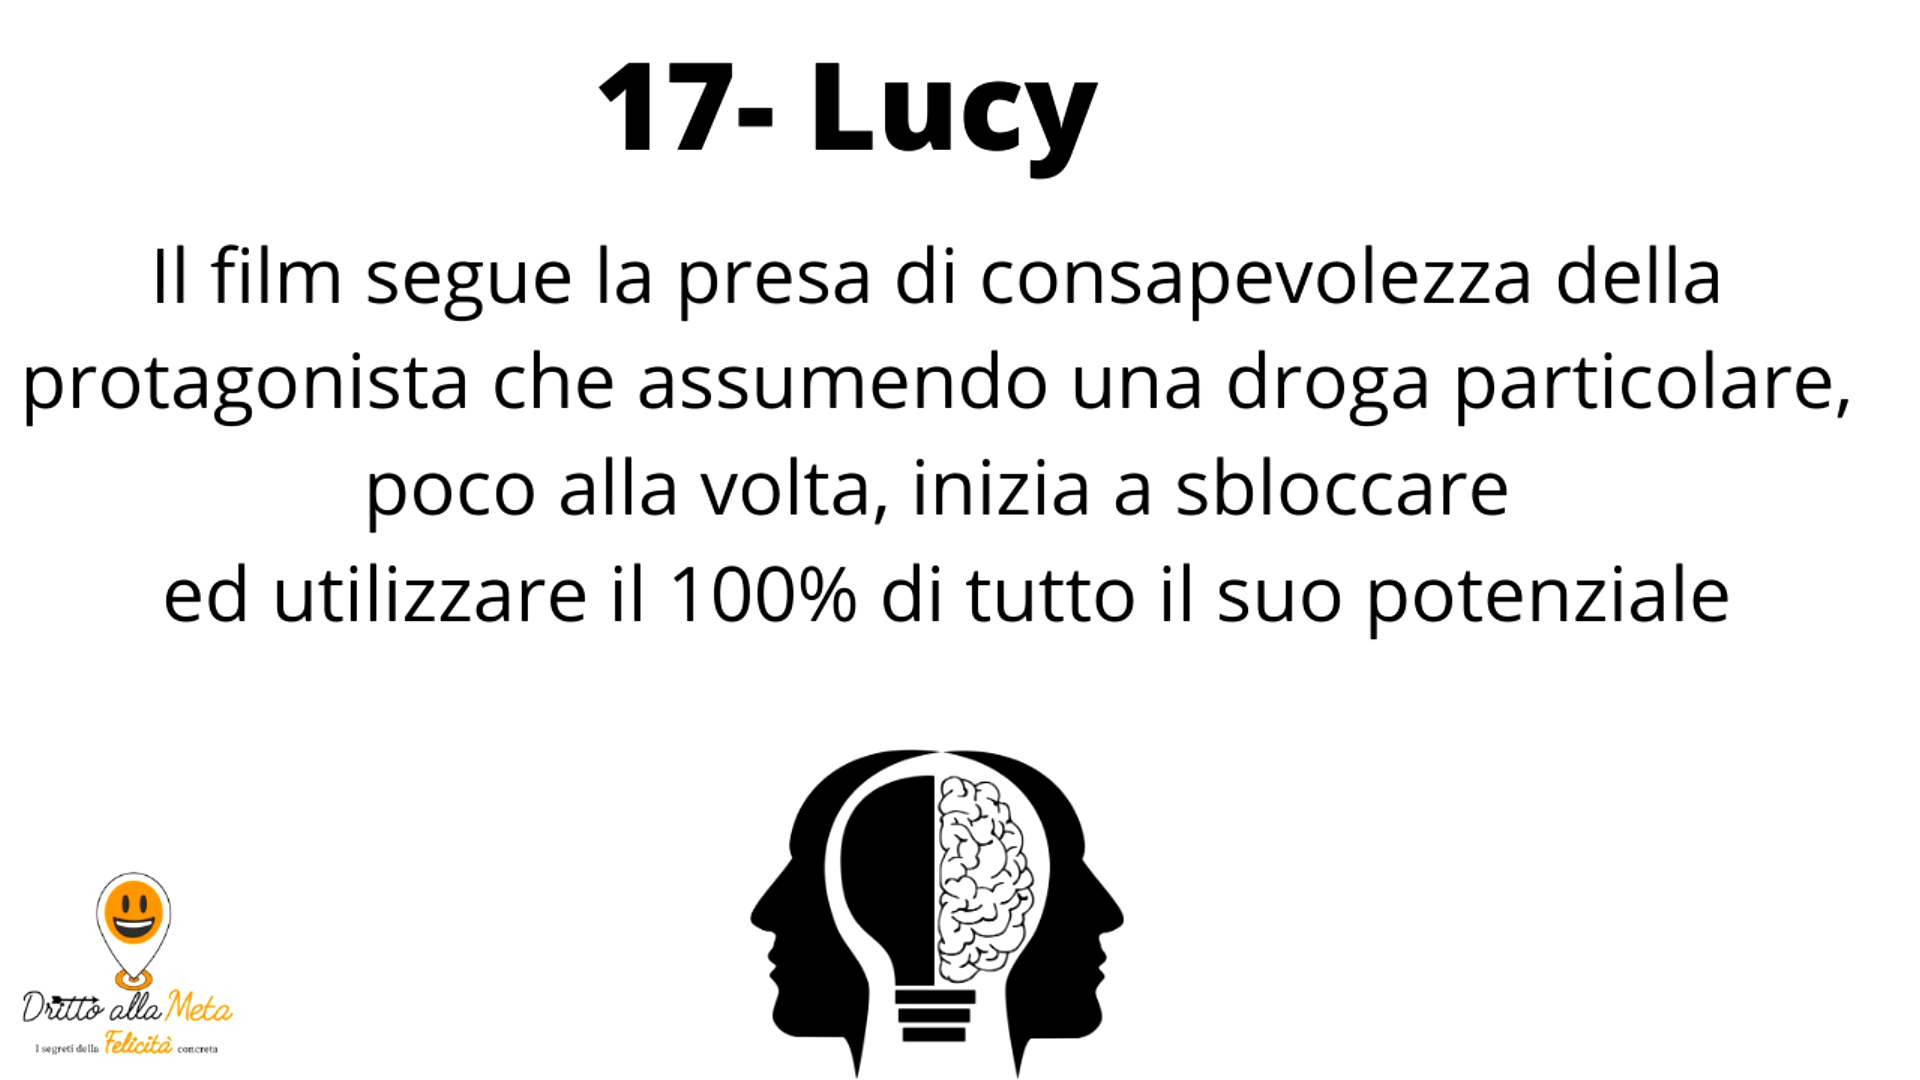 17- Lucy
Il film segue la presa di consapevolezza della
protagonista che assumendo una droga particolare,
poco alla volta, inizia a sbloccare
ed utilizzare il 100% di tutto il suo potenziale
Dritto alla Meta
I segreti della Felicità concreta